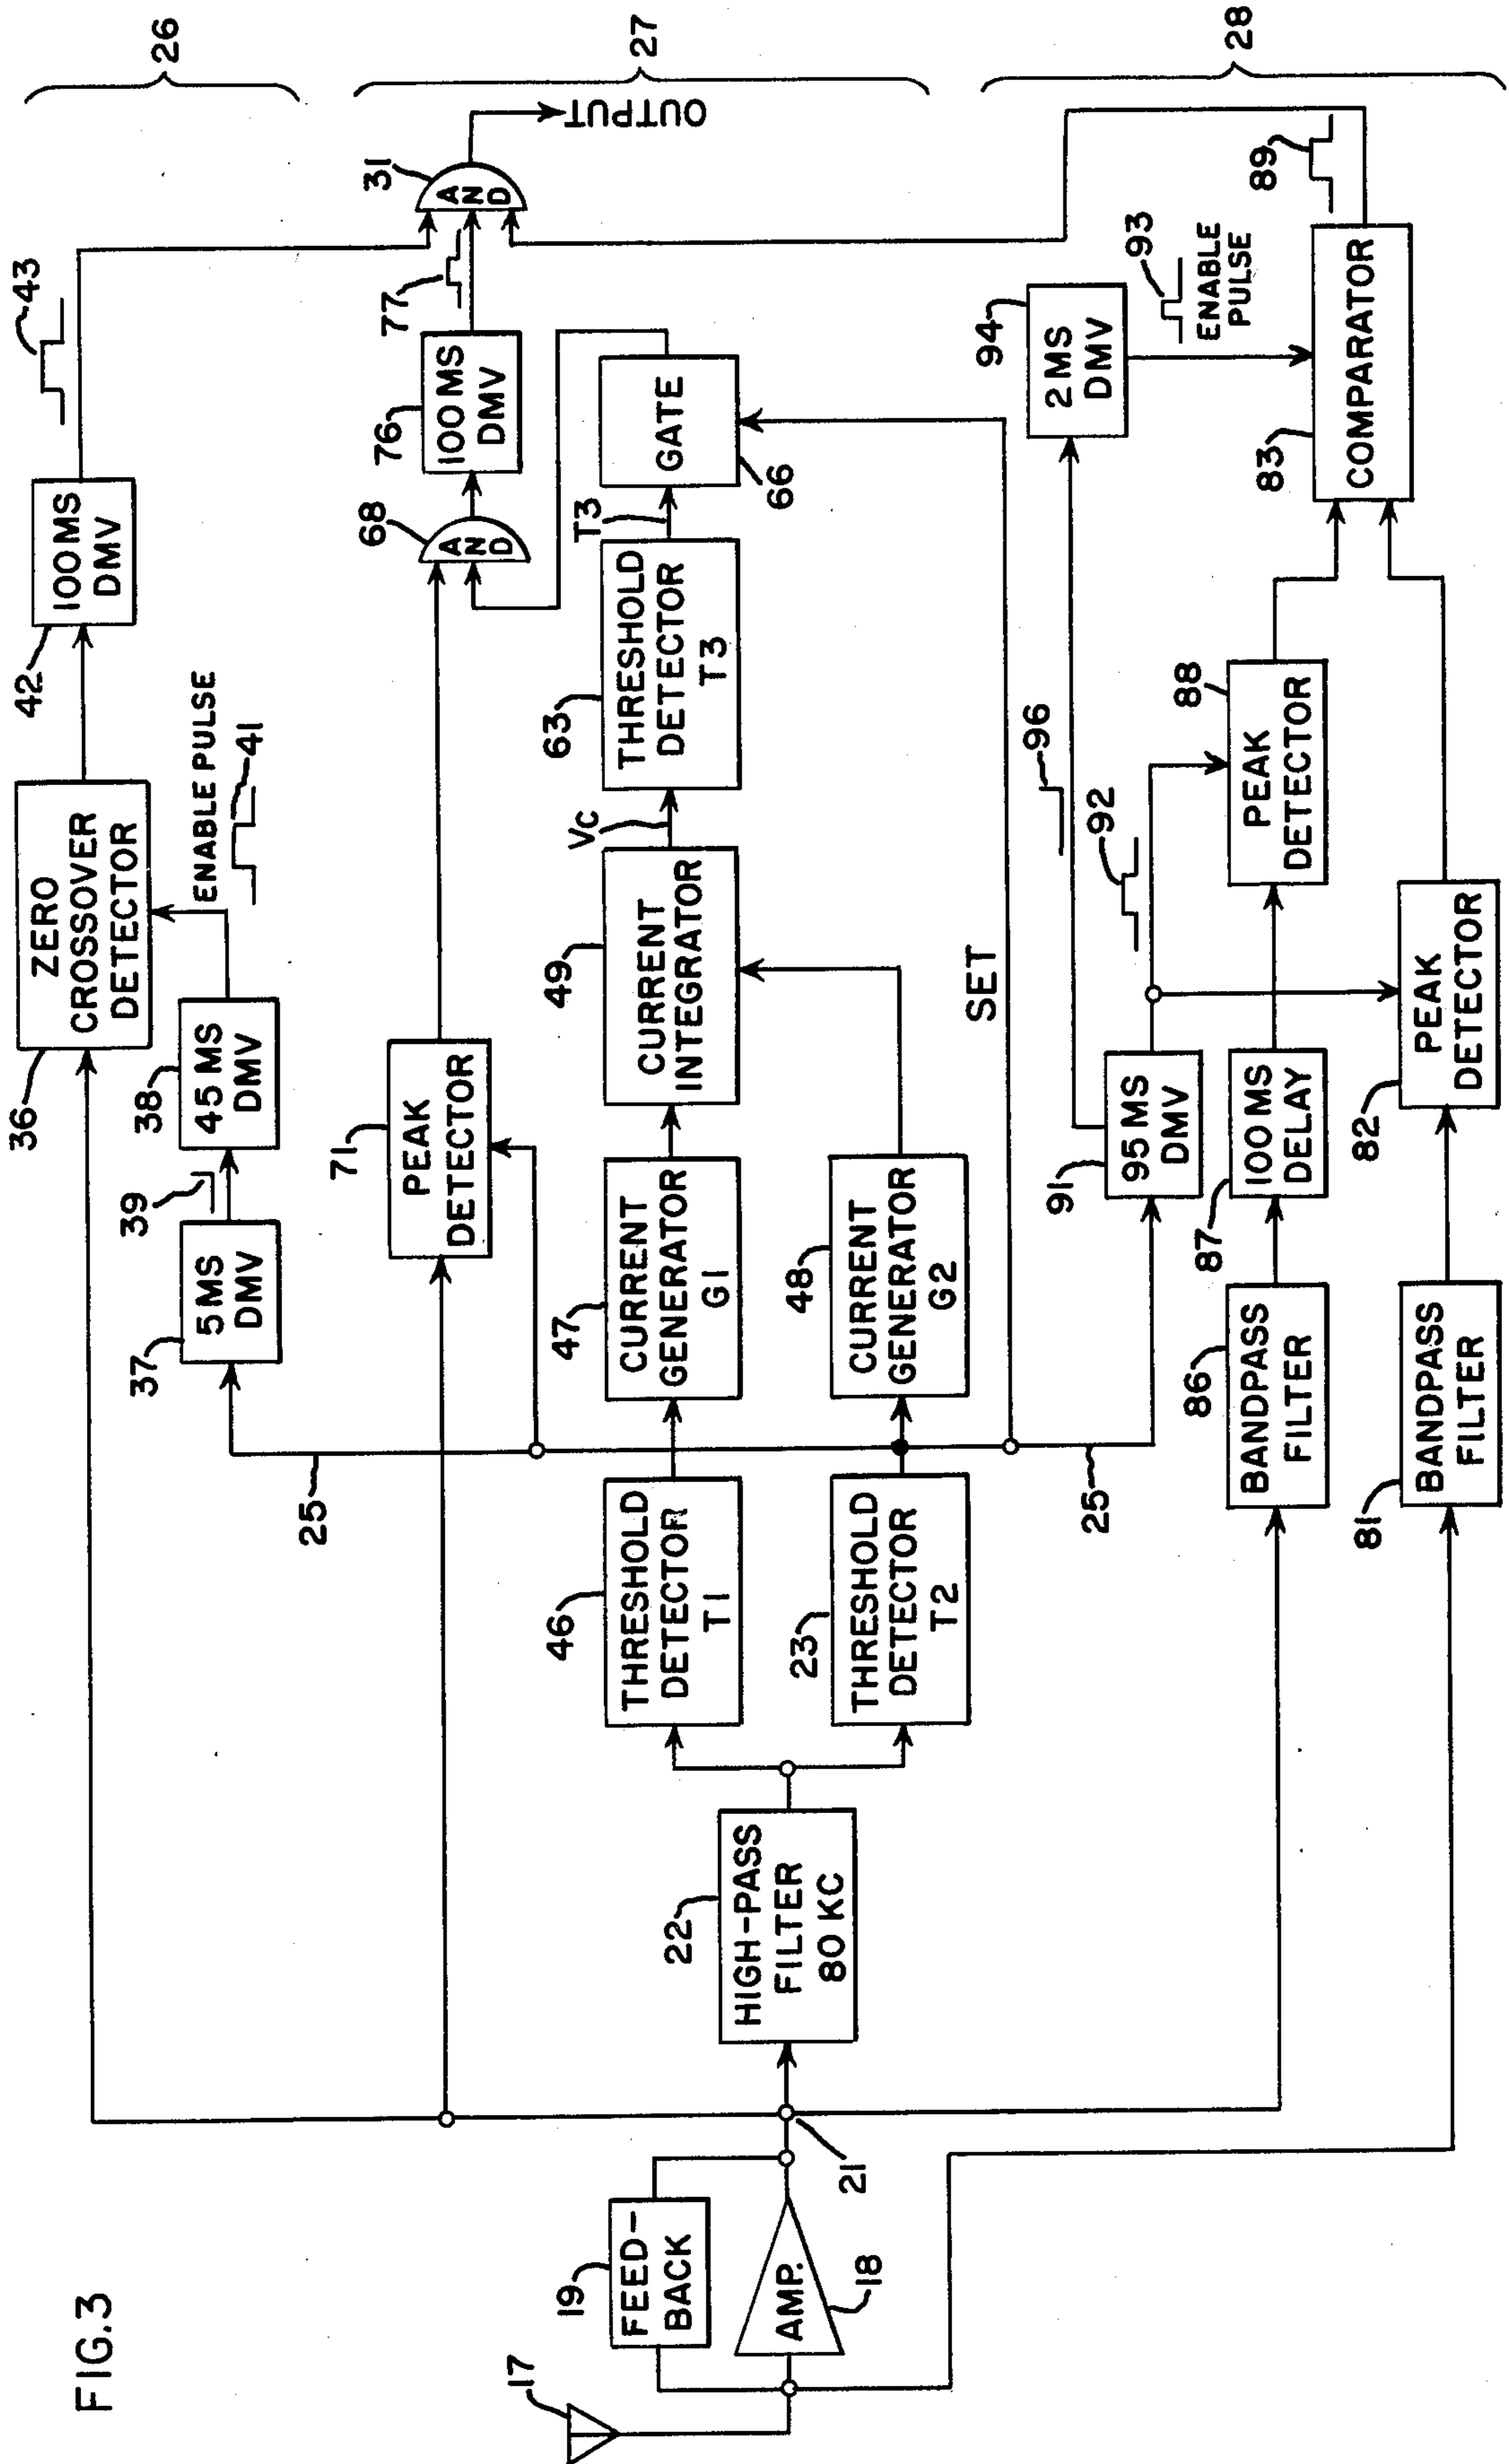 FIG.3
17
19
FEED-
BACK
AMP.
18
21
22
HIGH-PASS
FILTER
80 KC
46
THRESHOLD
DETECTOR
T1
23
THRESHOLD
DETECTOR
T2
25
25
36
ZERO
CROSSOVER
DETECTOR
37
5 MS
DMV
39
38
45 MS
DMV
ENABLE PULSE
41
42
100 MS
DMV
43
26
71
PEAK
DETECTOR
47
CURRENT
GENERATOR
G1
48
CURRENT
GENERATOR
G2
49
CURRENT
INTEGRATOR
VC
63
THRESHOLD
DETECTOR
T3
T3
GATE
66
SET
68
AND
76
100 MS
DMV
77
31
AND
OUTPUT
27
91
95 MS
DMV
92
96
94
2 MS
DMV
93
ENABLE
PULSE
86
BANDPASS
FILTER
87
100 MS
DELAY
88
PEAK
DETECTOR
81
BANDPASS
FILTER
82
PEAK
DETECTOR
83
COMPARATOR
89
28